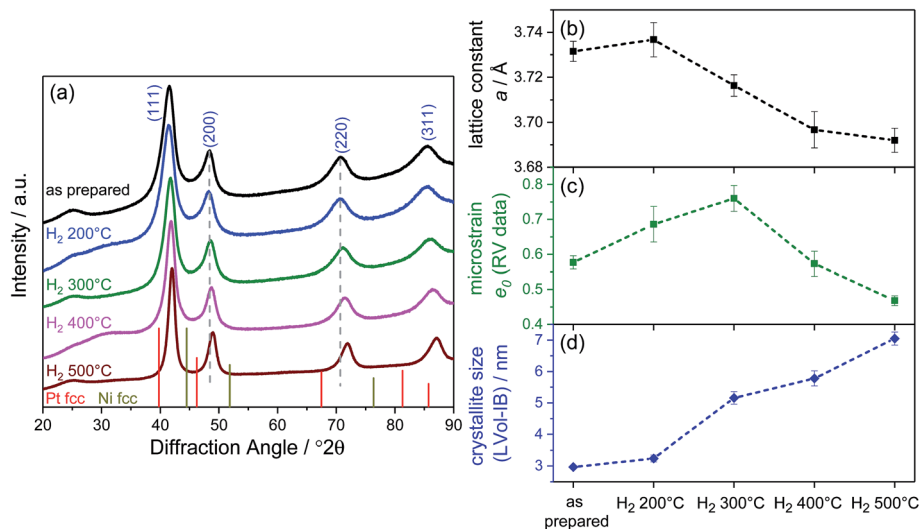 (a)
(111)
(200)
(220)
(311)
as prepared
H₂ 200°C
H₂ 300°C
H₂ 400°C
H₂ 500°C
Pt fcc
Ni fcc
Intensity / a.u.
20
30
40
50
60
70
80
90
Diffraction Angle / °2θ
(b)
lattice constant
a / Å
3.74
3.72
3.70
3.68
(c)
microstrain
e₀ (RV data)
0.8
0.7
0.6
0.5
0.4
(d)
crystallite size
(LVol-IB) / nm
7
6
5
4
3
as
prepared
H₂ 200°C
H₂ 300°C
H₂ 400°C
H₂ 500°C